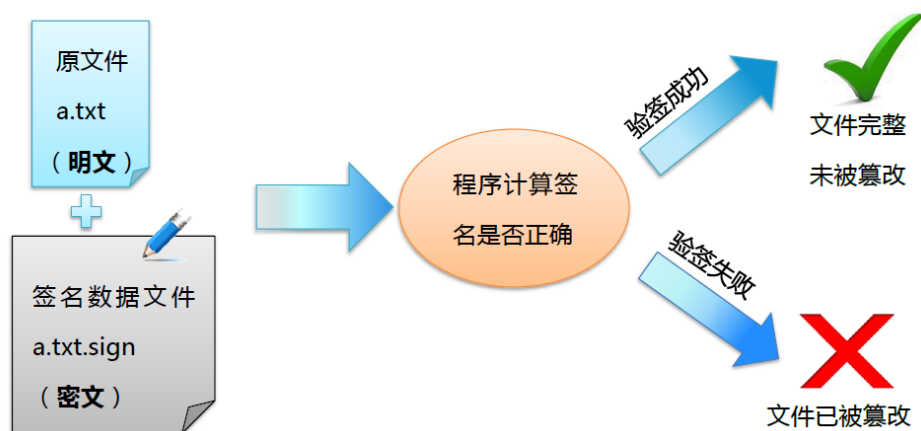 原文件
a.txt
（明文）
签名数据文件
a.txt.sign
（密文）
程序计算签
名是否正确
验签成功
文件完整
未被篡改
验签失败
文件已被篡改